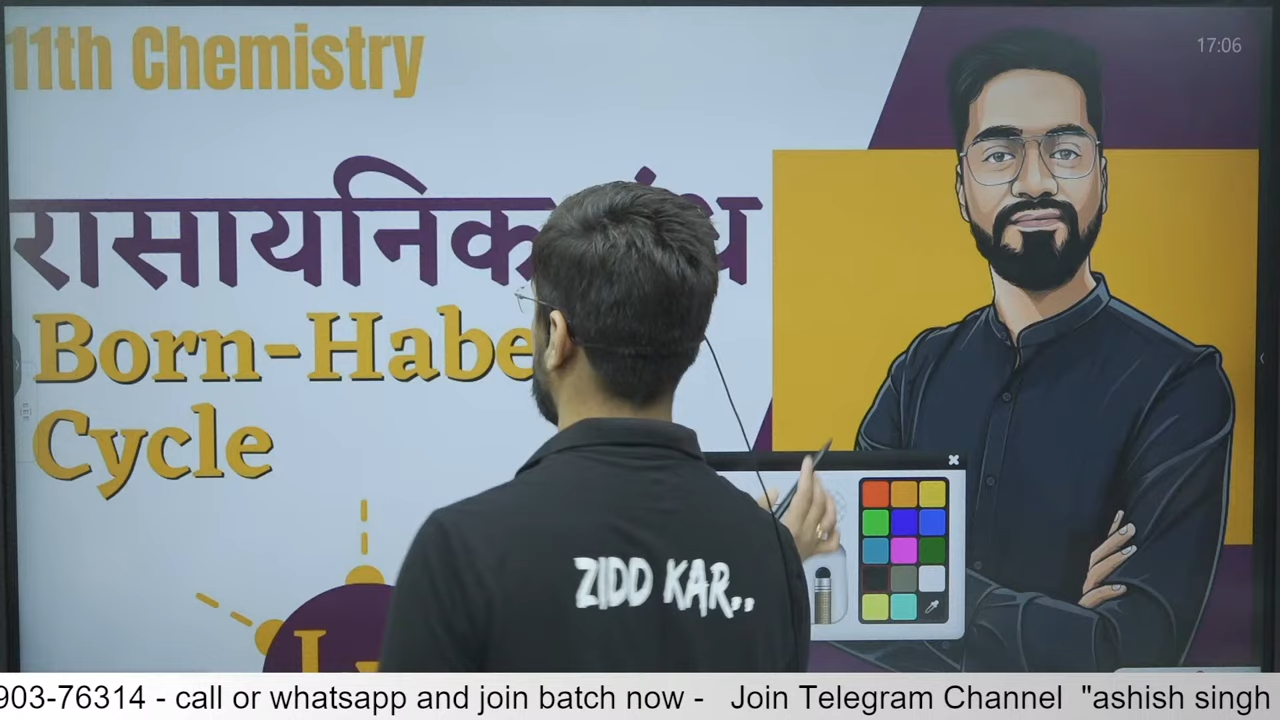 11th Chemistry
17:06
रासायनिक
Born-Habe
Cycle
ZIDD KAR..
903-76314 - call or whatsapp and join batch now - Join Telegram Channel "ashish singh